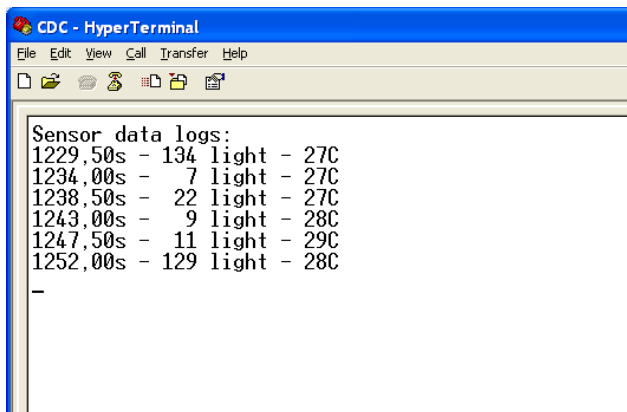 CDC - HyperTerminal
File Edit View Call Transfer Help
Sensor data logs:
1229,50s - 134 light - 27C
1234,00s -   7 light - 27C
1238,50s -  22 light - 27C
1243,00s -   9 light - 28C
1247,50s -  11 light - 29C
1252,00s - 129 light - 28C
_